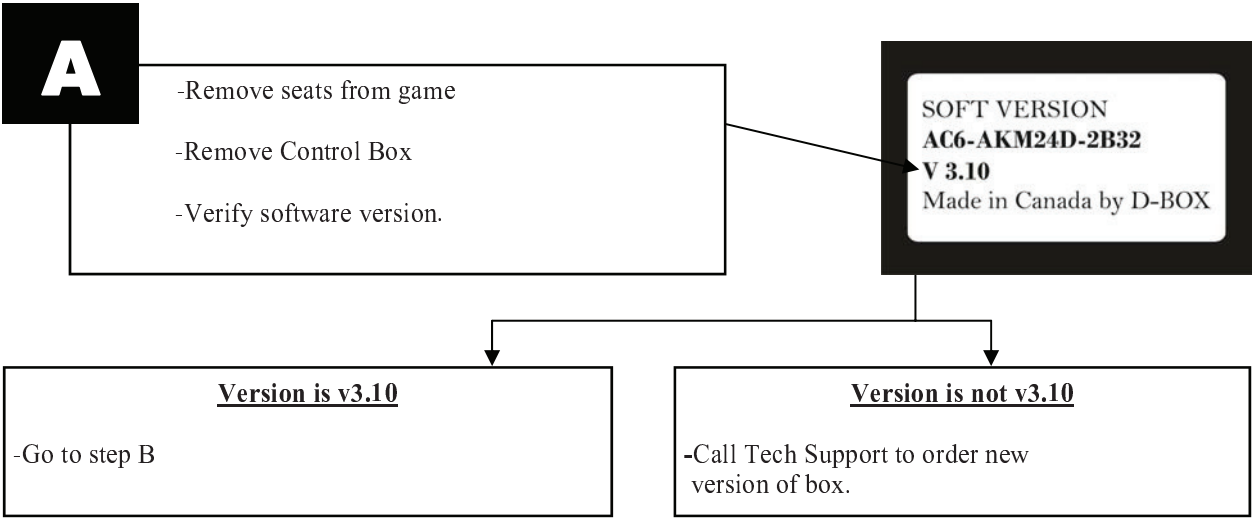 A
-Remove seats from game
-Remove Control Box
-Verify software version.
SOFT VERSION
AC6-AKM24D-2B32
V 3.10
Made in Canada by D-BOX
Version is v3.10
-Go to step B
Version is not v3.10
-Call Tech Support to order new
version of box.